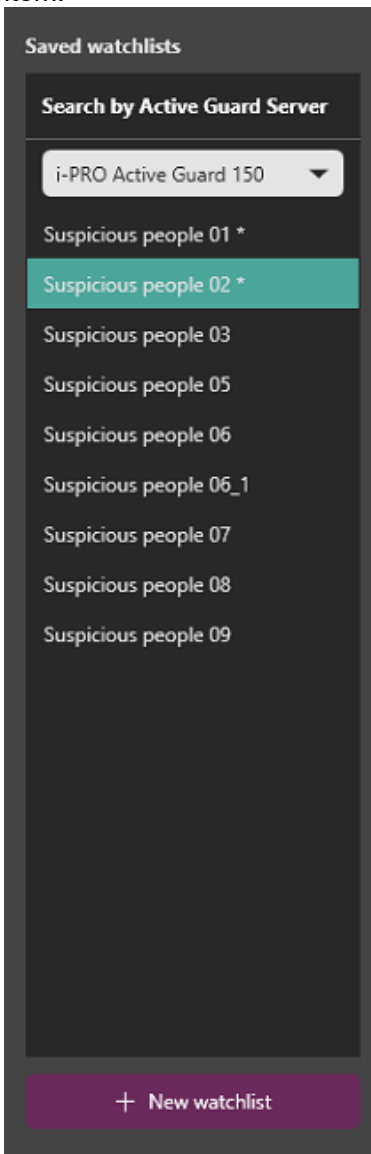 Saved watchlists
Search by Active Guard Server
i-PRO Active Guard 150
Suspicious people 01 *
Suspicious people 02 *
Suspicious people 03
Suspicious people 05
Suspicious people 06
Suspicious people 06_1
Suspicious people 07
Suspicious people 08
Suspicious people 09
+ New watchlist